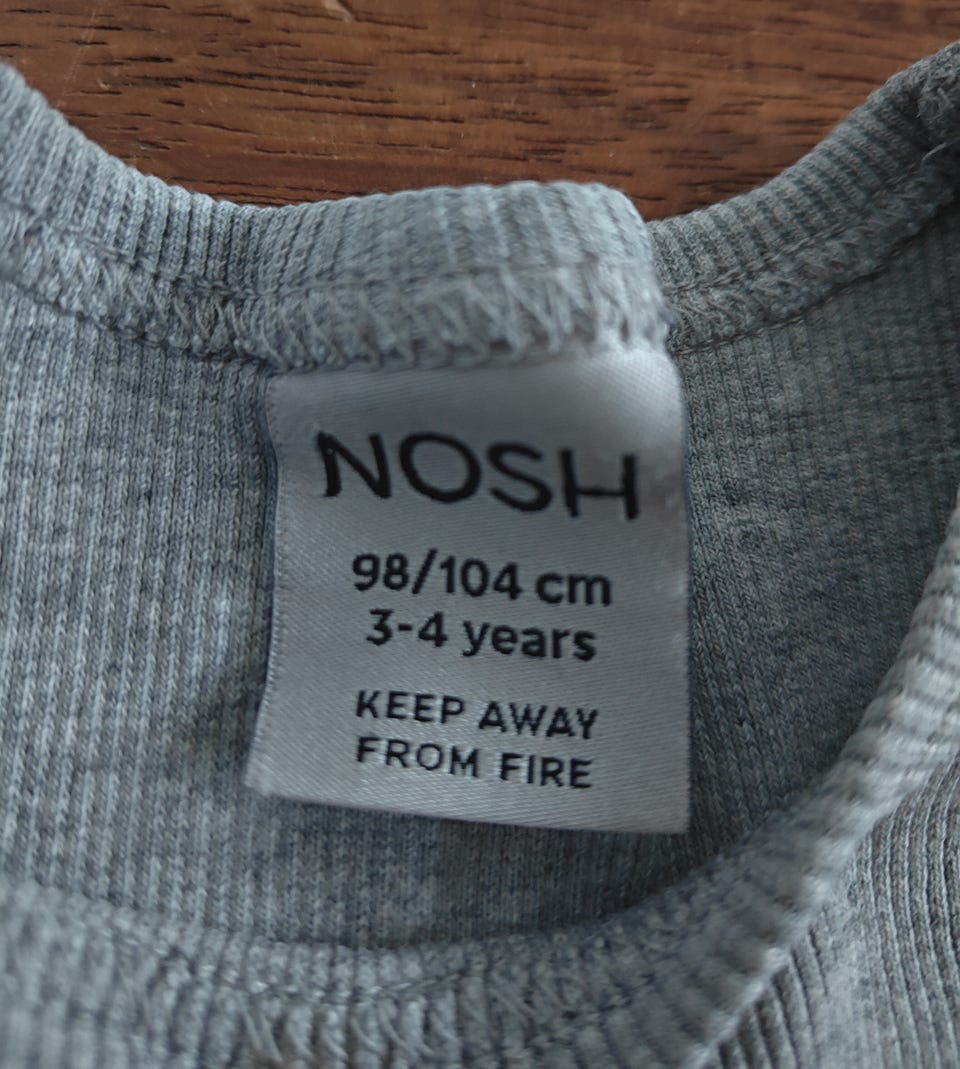 NOSH
98/104 cm
3-4 years
KEEP AWAY
FROM FIRE